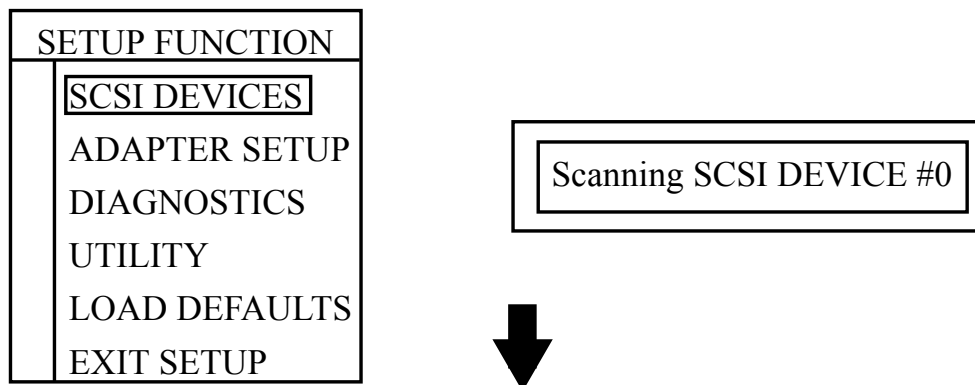 SETUP FUNCTION
SCSI DEVICES
ADAPTER SETUP
DIAGNOSTICS
UTILITY
LOAD DEFAULTS
EXIT SETUP
Scanning SCSI DEVICE #0